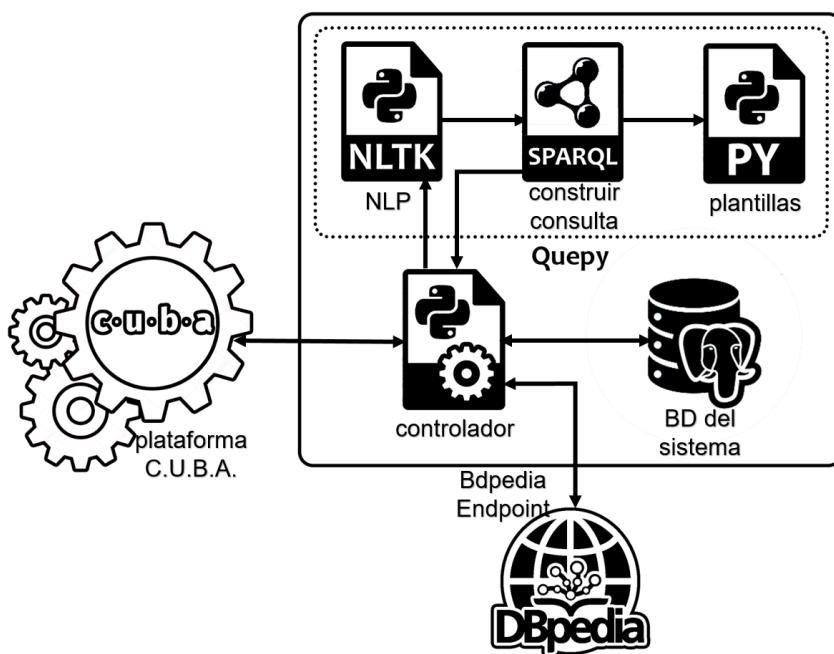 NLTK
NLP
SPARQL
construir
consulta
PY
plantillas
Quepy
c·u·b·a
plataforma
C.U.B.A.
controlador
BD del
sistema
Bdpedia
Endpoint
DBpedia